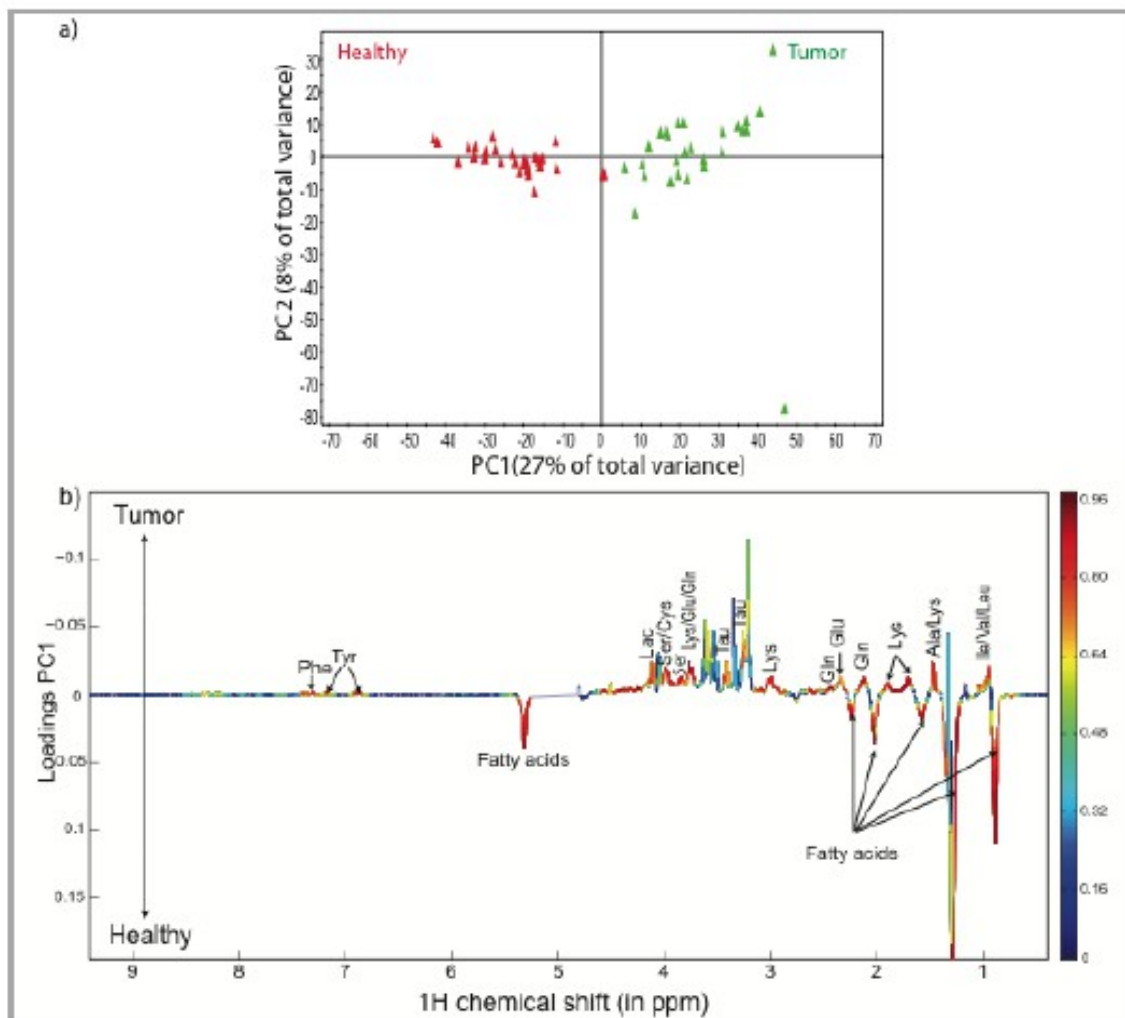 a)
Healthy
Tumor
PC2 (8% of total variance)
30
20
10
0
-10
-20
-30
-40
-50
-60
-70
-80
-70 -60 -50 -40 -30 -20 -10 0 10 20 30 40 50 60 70
PC1(27% of total variance)
b)
Tumor
Loadings PC1
−0.1
−0.05
0
0.05
0.1
0.15
Healthy
Phe
Tyr
Fatty acids
Lac
Ser/Cys
Ser
Lys/Glu/Gln
Tau
Tau
Lys
Gln
Glu
Gln
Lys
Ala/Lys
Ile/Val/Leu
Fatty acids
0.96
0.80
0.64
0.48
0.32
0.16
0
9 8 7 6 5 4 3 2 1
1H chemical shift (in ppm)